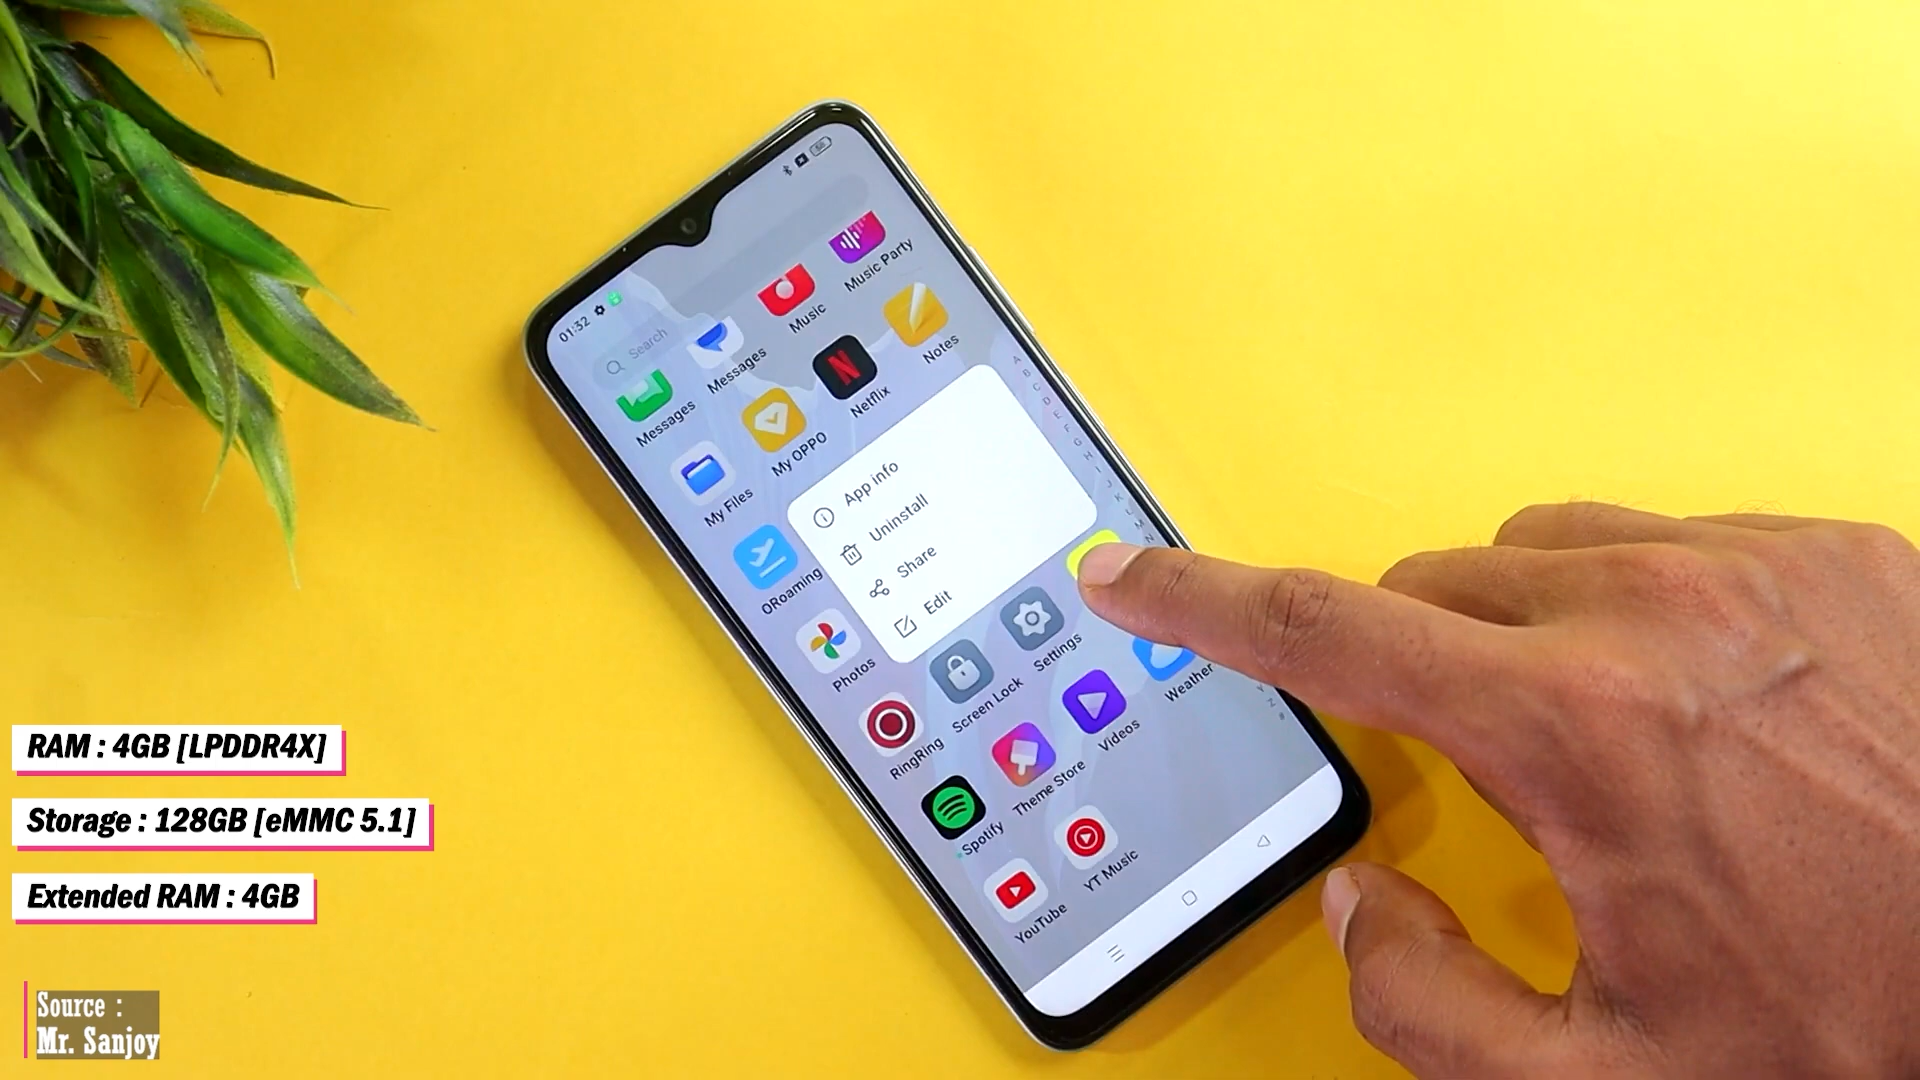 01:32
Search
Music Party
Music
Messages
Messages
Notes
Netflix
My OPPO
My Files
App info
Uninstall
Share
Edit
ORoaming
Photos
Settings
Screen Lock
RingRing
Weather
Videos
Theme Store
Spotify
YT Music
YouTube
A
B
C
D
E
F
G
H
I
J
K
L
M
N
Y
Z
#
RAM : 4GB [LPDDR4X]
Storage : 128GB [eMMC 5.1]
Extended RAM : 4GB
Source :
Mr. Sanjoy